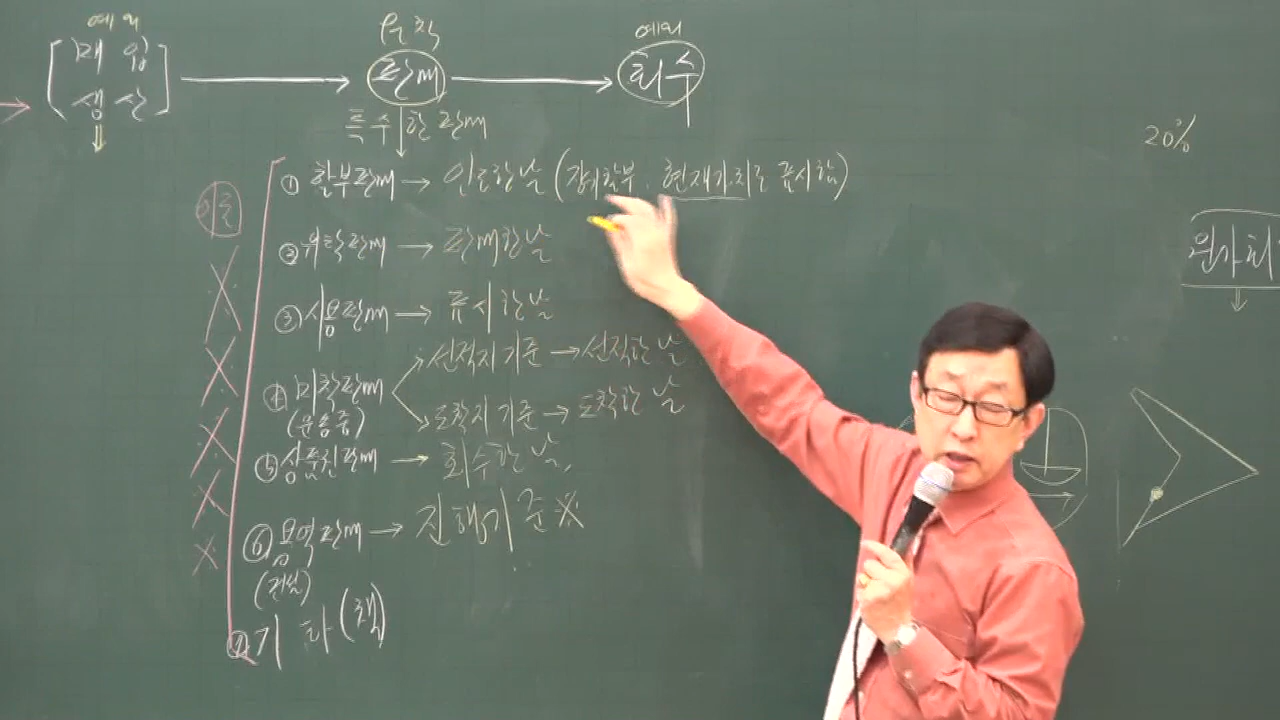 예외 원칙 예외
매입 판매 회수
생산
특수한 판매
20%
① 할부판매 → 인도한 날 (장기할부, 현재가치로 표시함)
이론
② 위탁판매 → 판매한 날
원가회
③ 시용판매 → 표시한 날
선적지 기준 → 선적한 날
④ 미착판매
(운송중)
도착지 기준 → 도착한 날
⑤ 상품권판매 → 회수한 날
⑥ 용역판매 → 진행기준 ※
(건설)
⑦ 기타 (책)